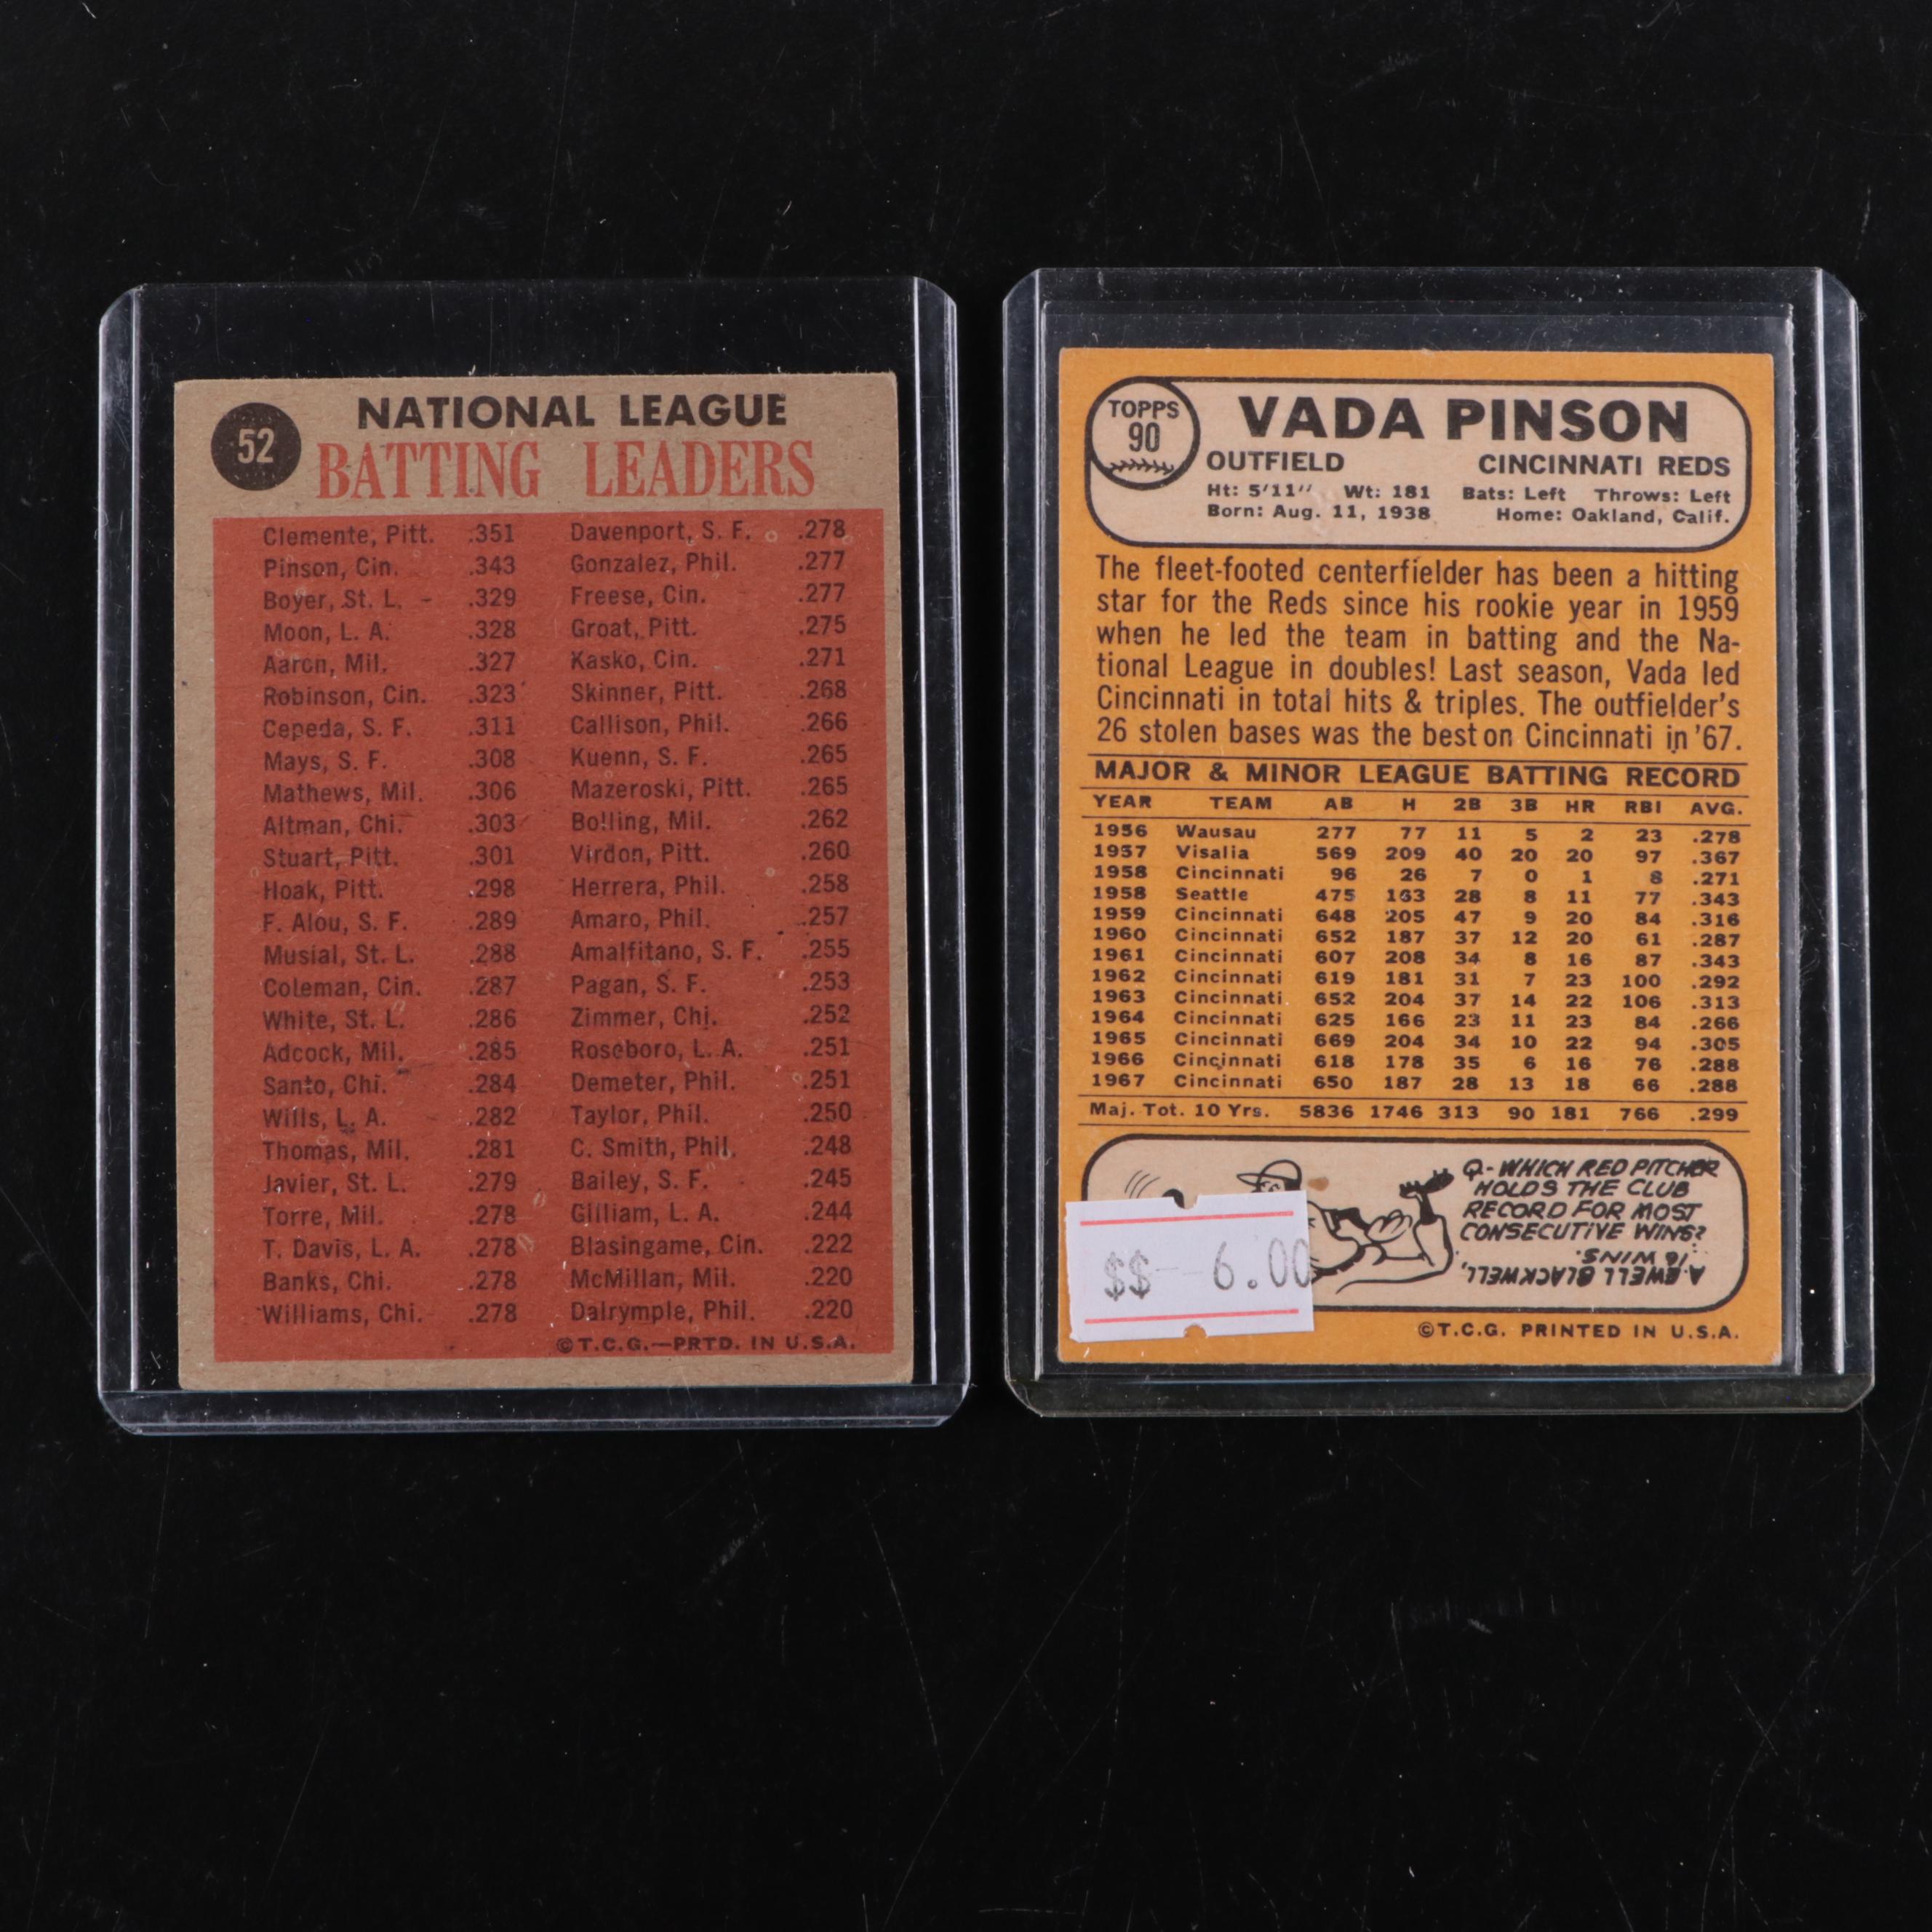 52
NATIONAL LEAGUE
BATTING LEADERS
Clemente, Pitt. .351 Davenport, S. F. .278
Pinson, Cin. .343 Gonzalez, Phil. .277
Boyer, St. L. .329 Freese, Cin. .277
Moon, L. A. .328 Groat, Pitt. .275
Aaron, Mil. .327 Kasko, Cin. .271
Robinson, Cin. .323 Skinner, Pitt. .268
Cepeda, S. F. .311 Callison, Phil. .266
Mays, S. F. .308 Kuenn, S. F. .265
Mathews, Mil. .306 Mazeroski, Pitt. .265
Altman, Chi. .303 Bolling, Mil. .262
Stuart, Pitt. .301 Virdon, Pitt. .260
Hoak, Pitt. .298 Herrera, Phil. .258
F. Alou, S. F. .289 Amaro, Phil. .257
Musial, St. L. .288 Amalfitano, S. F. .255
Coleman, Cin. .287 Pagan, S. F. .253
White, St. L. .286 Zimmer, Chi. .252
Adcock, Mil. .285 Roseboro, L. A. .251
Santo, Chi. .284 Demeter, Phil. .251
Wills, L. A. .282 Taylor, Phil. .250
Thomas, Mil. .281 C. Smith, Phil. .248
Javier, St. L. .279 Bailey, S. F. .245
Torre, Mil. .278 Gilliam, L. A. .244
T. Davis, L. A. .278 Blasingame, Cin. .222
Banks, Chi. .278 McMillan, Mil. .220
Williams, Chi. .278 Dalrymple, Phil. .220
©T.C.G.—PRTD. IN U.S.A.
TOPPS
90
VADA PINSON
OUTFIELD CINCINNATI REDS
Ht: 5'11" Wt: 181 Bats: Left Throws: Left
Born: Aug. 11, 1938 Home: Oakland, Calif.
The fleet-footed centerfielder has been a hitting
star for the Reds since his rookie year in 1959
when he led the team in batting and the Na-
tional League in doubles! Last season, Vada led
Cincinnati in total hits & triples. The outfielder's
26 stolen bases was the best on Cincinnati in '67.
MAJOR & MINOR LEAGUE BATTING RECORD
YEAR TEAM AB H 2B 3B HR RBI AVG.
1956 Wausau 277 77 11 5 2 23 .278
1957 Visalia 569 209 40 20 20 97 .367
1958 Cincinnati 96 26 7 0 1 8 .271
1958 Seattle 475 163 28 8 11 77 .343
1959 Cincinnati 648 205 47 9 20 84 .316
1960 Cincinnati 652 187 37 12 20 61 .287
1961 Cincinnati 607 208 34 8 16 87 .343
1962 Cincinnati 619 181 31 7 23 100 .292
1963 Cincinnati 652 204 37 14 22 106 .313
1964 Cincinnati 625 166 23 11 23 84 .266
1965 Cincinnati 669 204 34 10 22 94 .305
1966 Cincinnati 618 178 35 6 16 76 .288
1967 Cincinnati 650 187 28 13 18 66 .288
Maj. Tot. 10 Yrs. 5836 1746 313 90 181 766 .299
Q-WHICH RED PITCHER
HOLDS THE CLUB
RECORD FOR MOST
CONSECUTIVE WINS?
A. EWELL BLACKWELL,
16 WINS.
$$ 6.00
©T.C.G. PRINTED IN U.S.A.